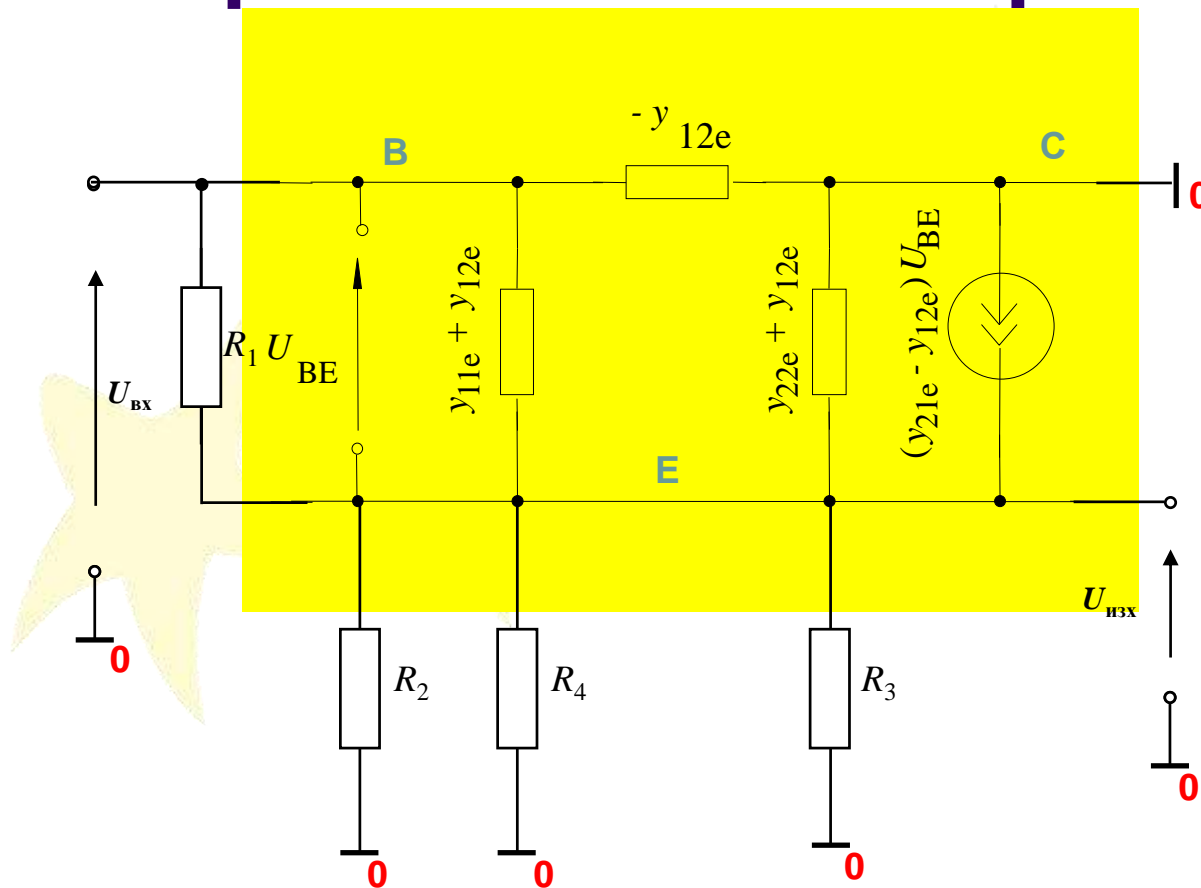 - y 12e
B
C
0
R1
UBE
y11e + y12e
y22e + y12e
(y21e - y12e) UBE
Uвх
E
Uизх
0
R2
R4
R3
0
0
0
0